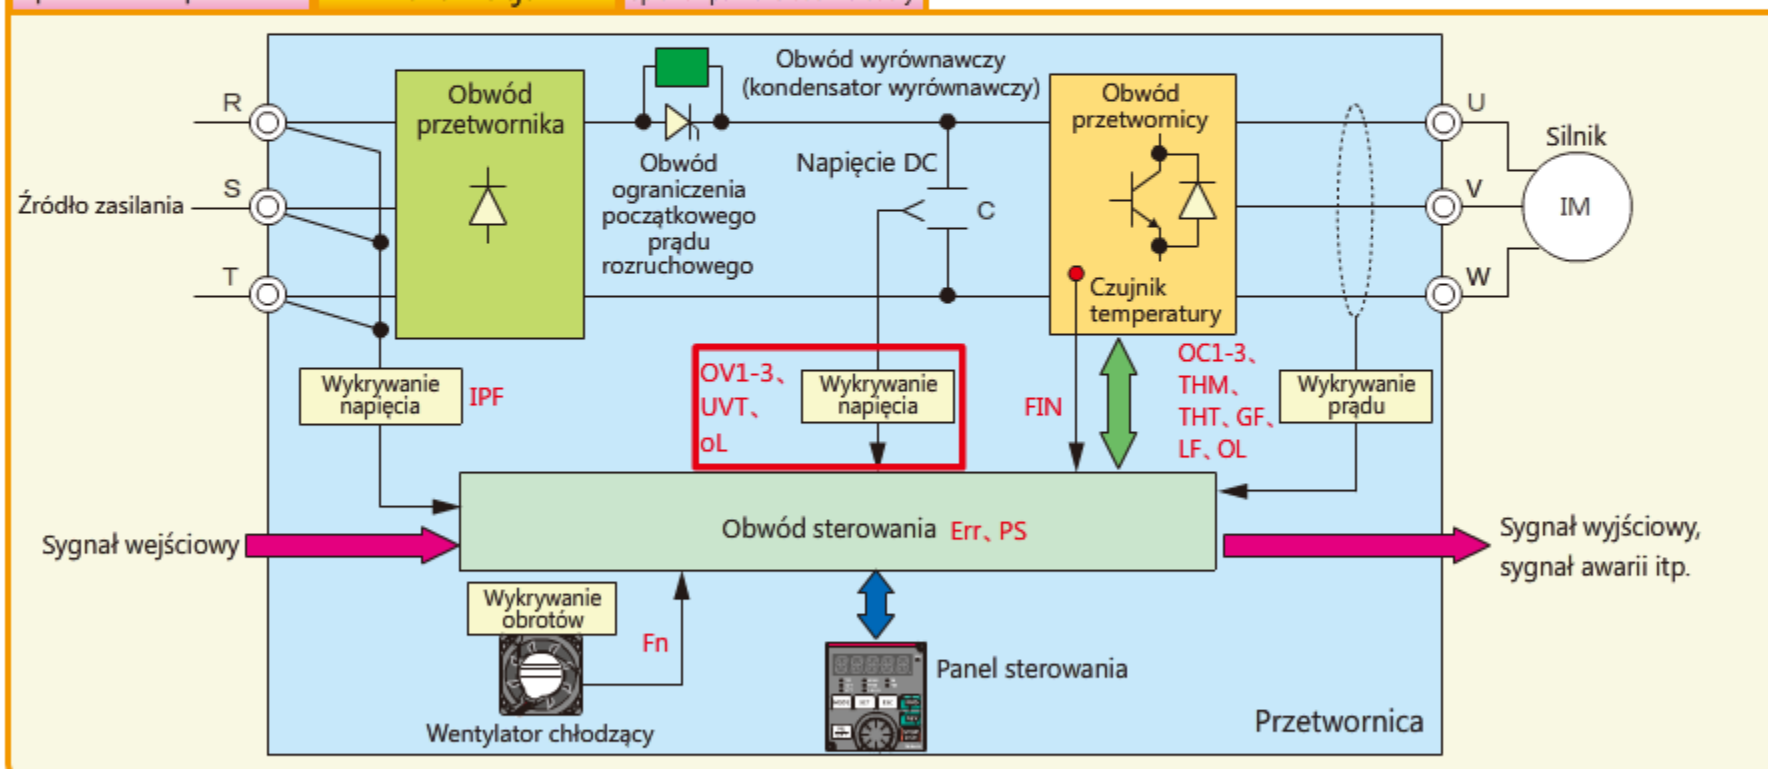 Obwód wyrównawczy
(kondensator wyrównawczy)
Obwód
przetwornika
Obwód
przetwornicy
R
U
Silnik
Obwód
ograniczenia
początkowego
prądu
rozruchowego
Napięcie DC
Źródło zasilania
S
C
V
IM
T
W
Czujnik
temperatury
Wykrywanie
napięcia
IPF
OV1-3、
UVT、
oL
Wykrywanie
napięcia
FIN
OC1-3、
THM、
THT、GF、
LF、OL
Wykrywanie
prądu
Sygnał wejściowy
Obwód sterowania Err、PS
Sygnał wyjściowy,
sygnał awarii itp.
Wykrywanie
obrotów
Fn
Panel sterowania
Wentylator chłodzący
Przetwornica